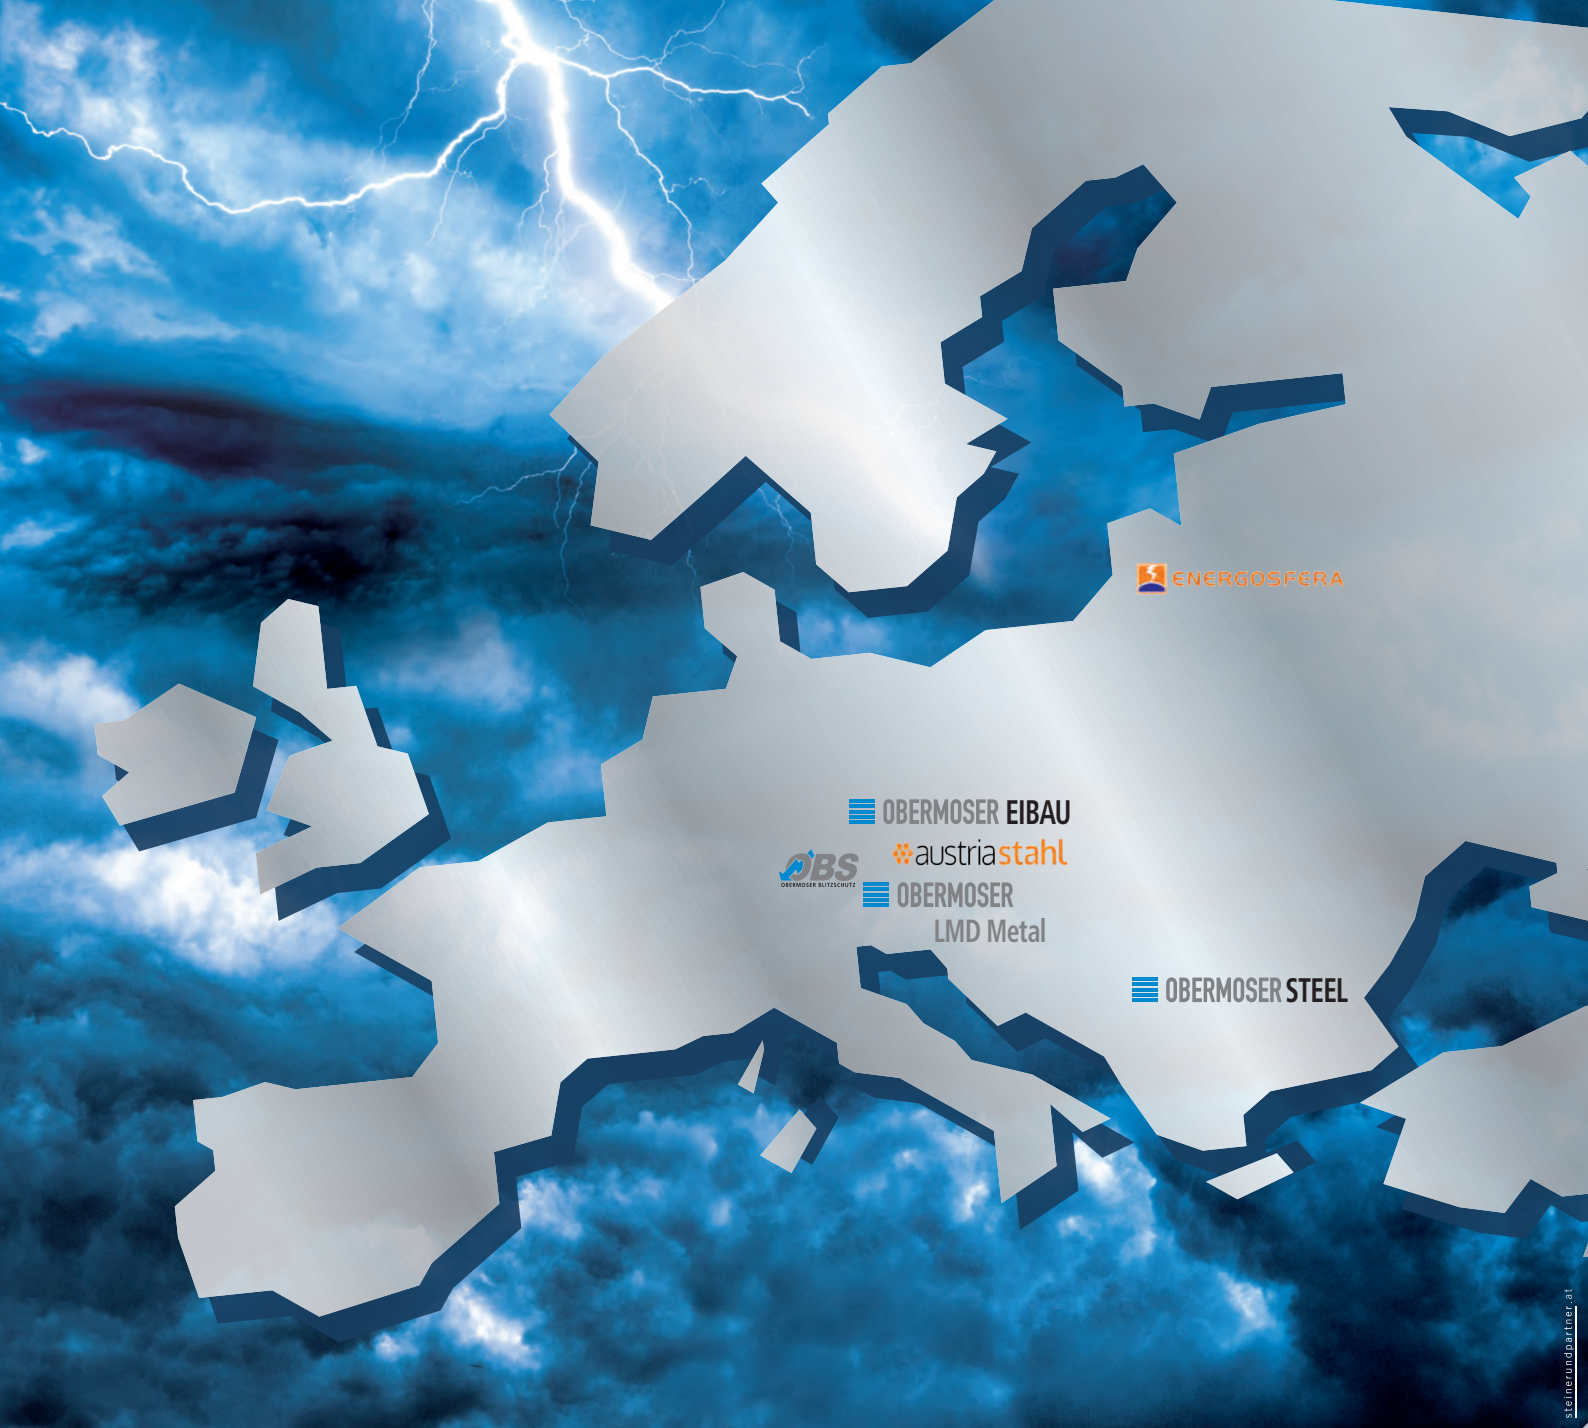 ENERGOSFERA
OBERMOSER EIBAU
austriastahl
OBS
OBERMOSER BLITZSCHUTZ
OBERMOSER
LMD Metal
OBERMOSER STEEL
steinerundpartner.at